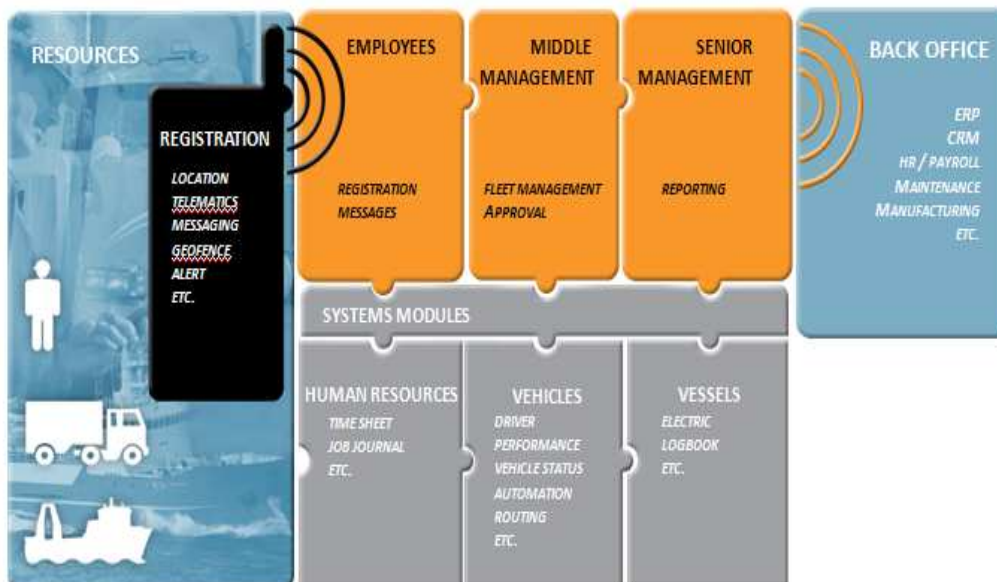 RESOURCES
REGISTRATION
LOCATION
TELEMATICS
MESSAGING
GEOFENCE
ALERT
ETC.
EMPLOYEES
REGISTRATION
MESSAGES
MIDDLE
MANAGEMENT
FLEET MANAGEMENT
APPROVAL
SENIOR
MANAGEMENT
REPORTING
BACK OFFICE
ERP
CRM
HR / PAYROLL
MAINTENANCE
MANUFACTURING
ETC.
SYSTEMS MODULES
HUMAN RESOURCES
TIME SHEET
JOB JOURNAL
ETC.
VEHICLES
DRIVER
PERFORMANCE
VEHICLE STATUS
AUTOMATION
ROUTING
ETC.
VESSELS
ELECTRIC
LOGBOOK
ETC.